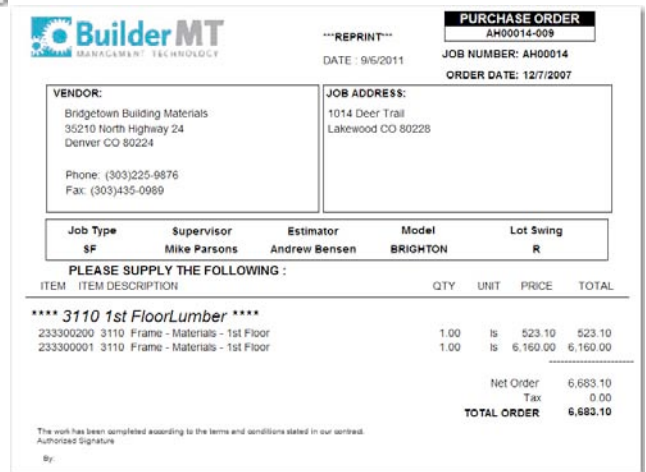 BuilderMT
MANAGEMENT TECHNOLOGY
***REPRINT***
DATE : 9/6/2011
PURCHASE ORDER
AH00014-009
JOB NUMBER: AH00014
ORDER DATE: 12/7/2007
VENDOR:
Bridgetown Building Materials
35210 North Highway 24
Denver CO 80224
Phone: (303)225-9876
Fax: (303)435-0989
JOB ADDRESS:
1014 Deer Trail
Lakewood CO 80228
Job Type Supervisor Estimator Model Lot Swing
SF Mike Parsons Andrew Bensen BRIGHTON R
PLEASE SUPPLY THE FOLLOWING :
ITEM ITEM DESCRIPTION QTY UNIT PRICE TOTAL
**** 3110 1st FloorLumber ****
233300200 3110 Frame - Materials - 1st Floor 1.00 ls 523.10 523.10
233300001 3110 Frame - Materials - 1st Floor 1.00 ls 6,160.00 6,160.00
Net Order 6,683.10
Tax 0.00
TOTAL ORDER 6,683.10
The work has been completed according to the terms and conditions stated in our contract.
Authorized Signature
By: